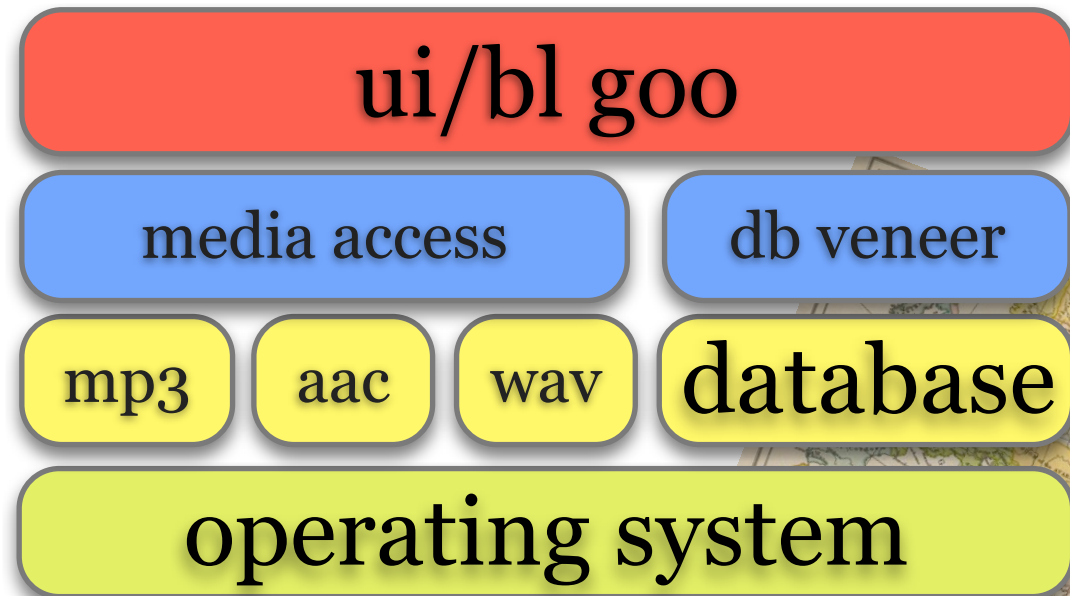 ui/bl goo
media access db veneer
mp3 aac wav database
operating system